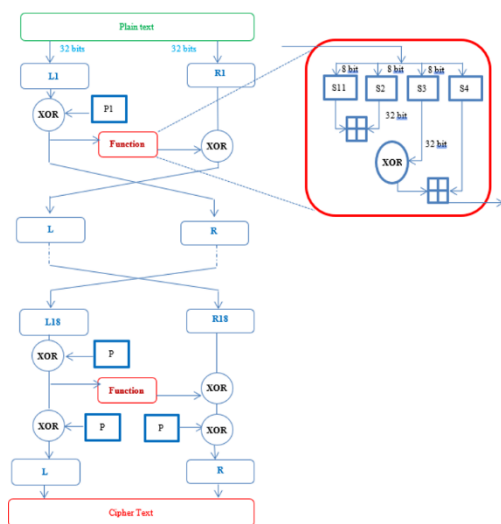 Plain text
32 bits
32 bits
L1
R1
XOR
P1
Function
XOR
L
R
L18
R18
XOR
P
Function
XOR
XOR
P
P
XOR
L
R
Cipher Text
8 bit
8 bit
8 bit
S11
S2
S3
S4
32 bit
32 bit
XOR